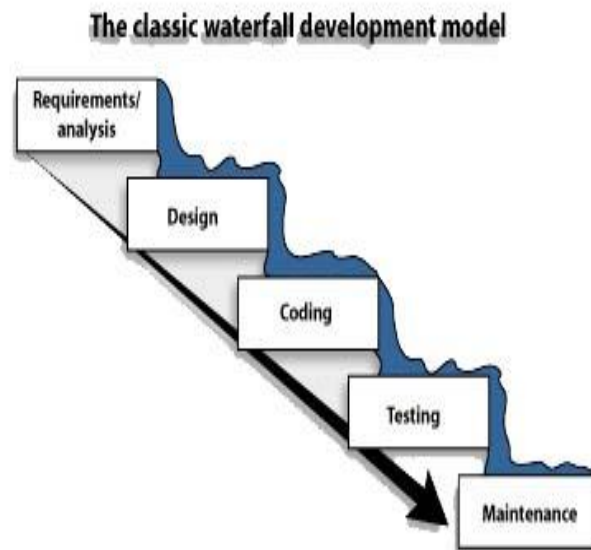 The classic waterfall development model
Requirements/
analysis
Design
Coding
Testing
Maintenance